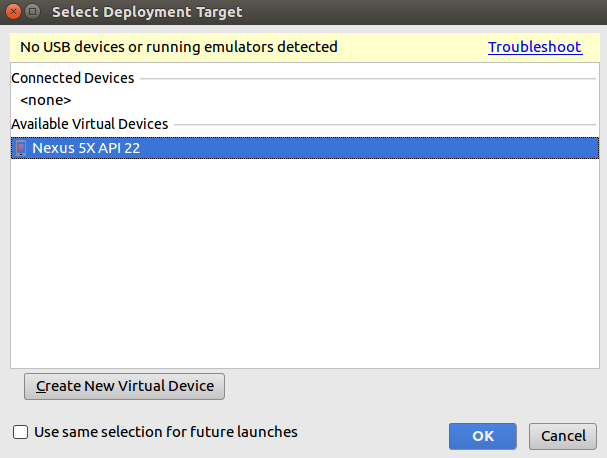 Select Deployment Target
No USB devices or running emulators detected Troubleshoot
Connected Devices
<none>
Available Virtual Devices
Nexus 5X API 22
Create New Virtual Device
Use same selection for future launches
OK Cancel